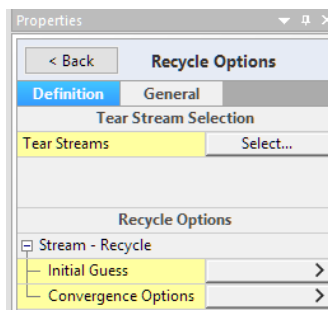 Properties
< Back Recycle Options
Definition General
Tear Stream Selection
Tear Streams Select...
Recycle Options
Stream - Recycle
Initial Guess >
Convergence Options >